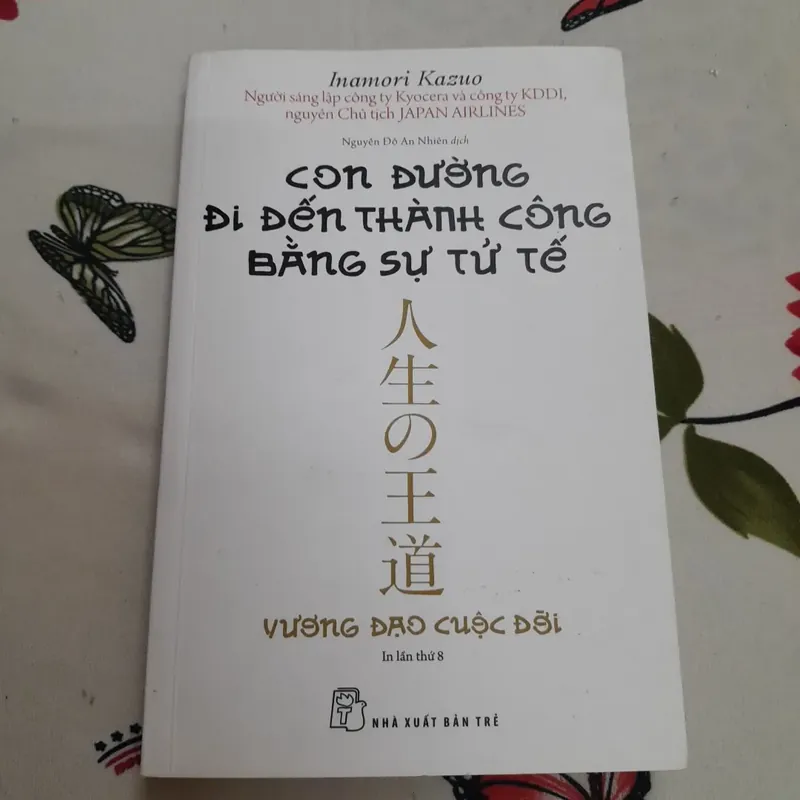 Inamori Kazuo
Người sáng lập công ty Kyocera và công ty KDDI,
nguyên Chủ tịch JAPAN AIRLINES
Nguyễn Đỗ An Nhiên dịch
CON ĐƯỜNG
ĐI ĐẾN THÀNH CÔNG
BẰNG SỰ TỬ TẾ
人生の王道
VƯƠNG ĐẠO CUỘC ĐỜI
In lần thứ 8
T
NHÀ XUẤT BẢN TRẺ